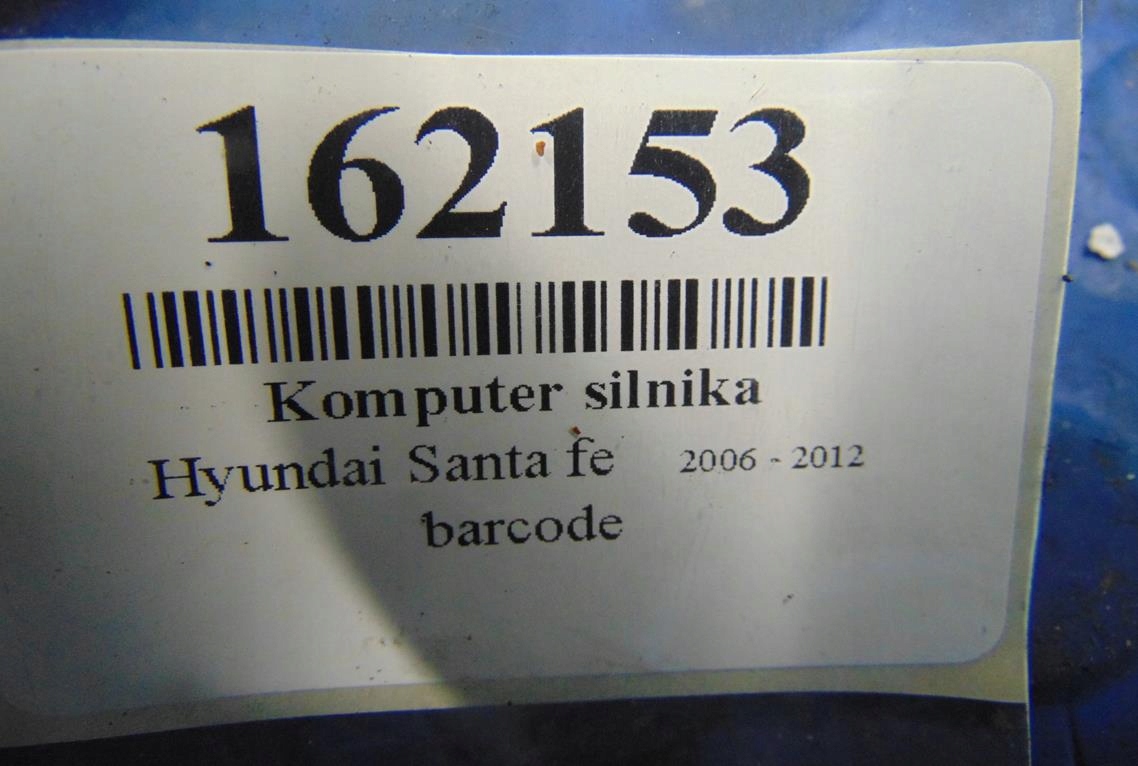 162153
Komputer silnika
Hyundai Santa fe 2006 - 2012
barcode